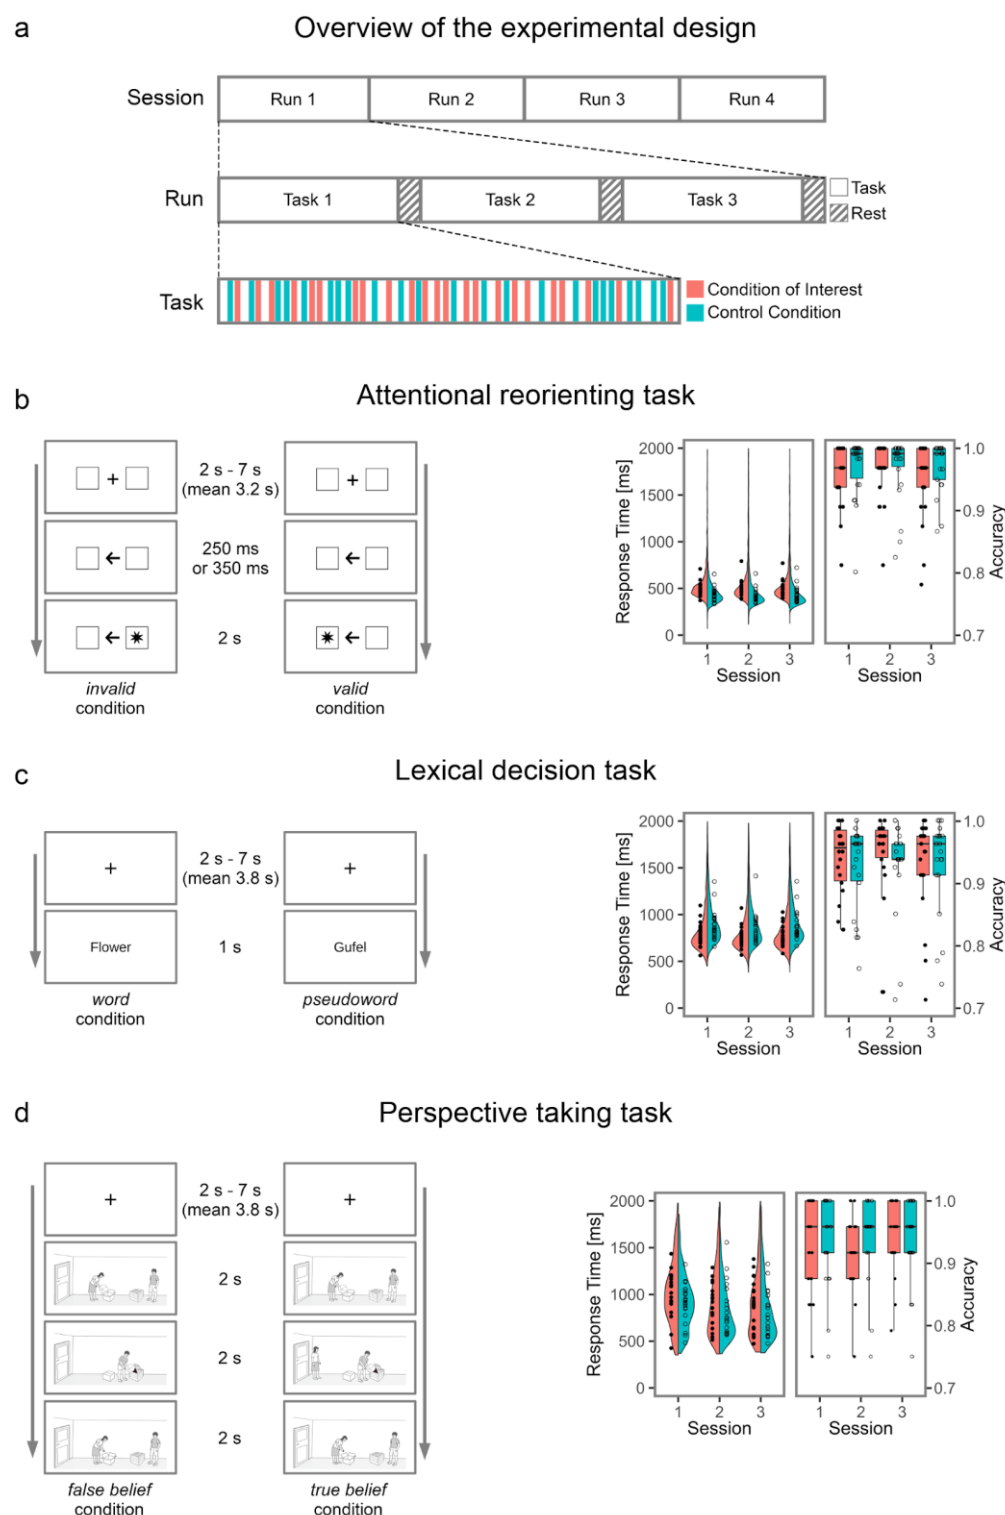 a
Overview of the experimental design
Session
Run 1
Run 2
Run 3
Run 4
Run
Task 1
Task 2
Task 3
Task
Rest
Task
Condition of Interest
Control Condition
b
Attentional reorienting task
+
2 s - 7 s
(mean 3.2 s)
+
250 ms
or 350 ms
2 s
invalid
condition
valid
condition
Response Time [ms]
2000
1500
1000
500
0
1
2
3
Session
1.0
0.9
0.8
0.7
Accuracy
1
2
3
Session
c
Lexical decision task
+
2 s - 7 s
(mean 3.8 s)
+
Flower
1 s
Gufel
word
condition
pseudoword
condition
Response Time [ms]
2000
1500
1000
500
0
1
2
3
Session
1.0
0.9
0.8
0.7
Accuracy
1
2
3
Session
d
Perspective taking task
+
2 s - 7 s
(mean 3.8 s)
+
2 s
2 s
2 s
false belief
condition
true belief
condition
Response Time [ms]
2000
1500
1000
500
0
1
2
3
Session
1.0
0.9
0.8
0.7
Accuracy
1
2
3
Session